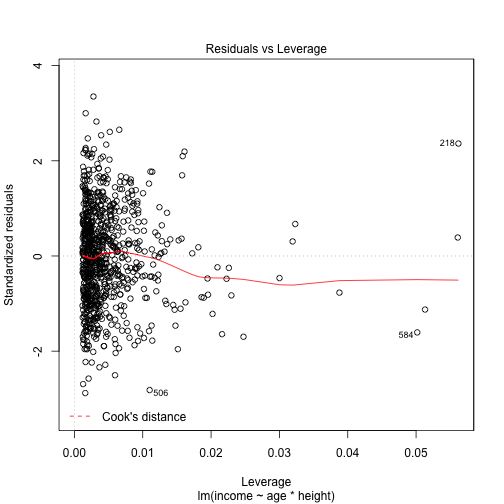 Residuals vs Leverage
Standardized residuals
4
2
0
-2
218
584
506
Cook's distance
0.00 0.01 0.02 0.03 0.04 0.05
Leverage
lm(income ~ age * height)